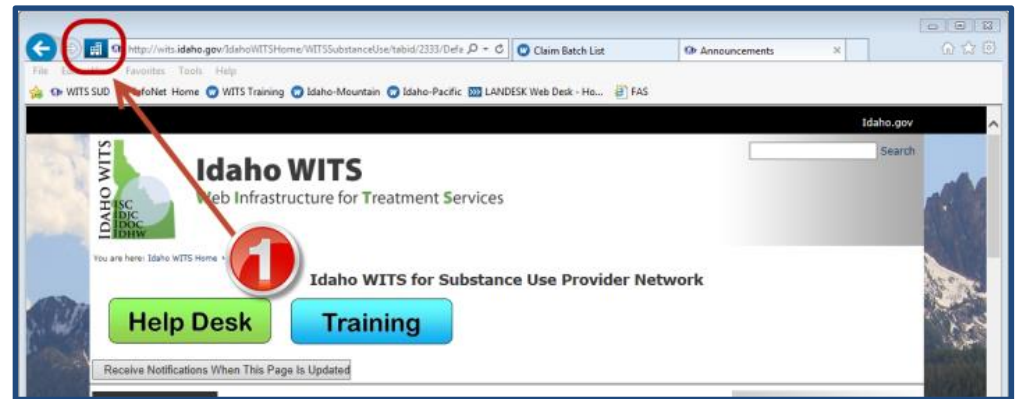 http://wits.idaho.gov/IdahoWITSHome/WITSSubstanceUse/tabid/2333/Defa
Claim Batch List
Announcements
File Favorites Tools Help
WITS SUD Home WITS Training Idaho-Mountain Idaho-Pacific LANDESK Web Desk - Ho... FAS
Idaho.gov
Search
IDAHO WITS
ISC
IDJC
IDOC
IDHW
Idaho WITS
Web Infrastructure for Treatment Services
You are here: Idaho WITS Home
1
Idaho WITS for Substance Use Provider Network
Help Desk
Training
Receive Notifications When This Page Is Updated